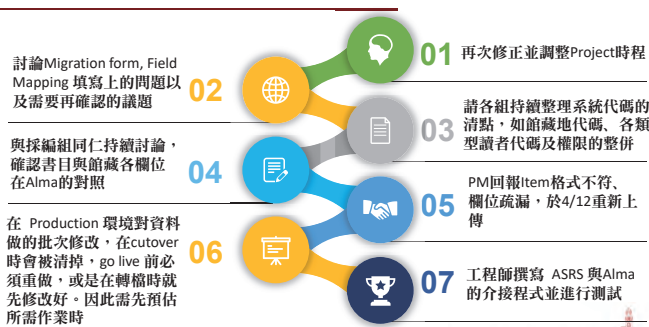 01
再次修正並調整Project時程
討論Migration form, Field
Mapping 填寫上的問題以
及需要再確認的議題
02
03
請各組持續整理系統代碼的
清點，如館藏地代碼、各類
型讀者代碼及權限的整併
與採編組同仁持續討論，
確認書目與館藏各欄位
在Alma的對照
04
05
PM回報Item格式不符、
欄位疏漏，於4/12重新上
傳
在 Production 環境對資料
做的批次修改，在cutover
時會被清掉，go live 前必
須重做，或是在轉檔時就
先修改好。因此需先預估
所需作業時
06
07
工程師撰寫 ASRS 與Alma
的介接程式並進行測試